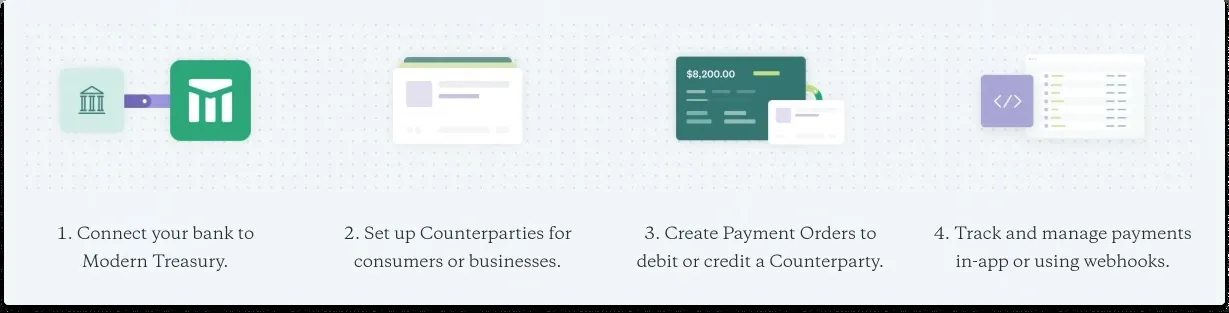 $8,200.00
1. Connect your bank to
Modern Treasury.
2. Set up Counterparties for
consumers or businesses.
3. Create Payment Orders to
debit or credit a Counterparty.
4. Track and manage payments
in-app or using webhooks.